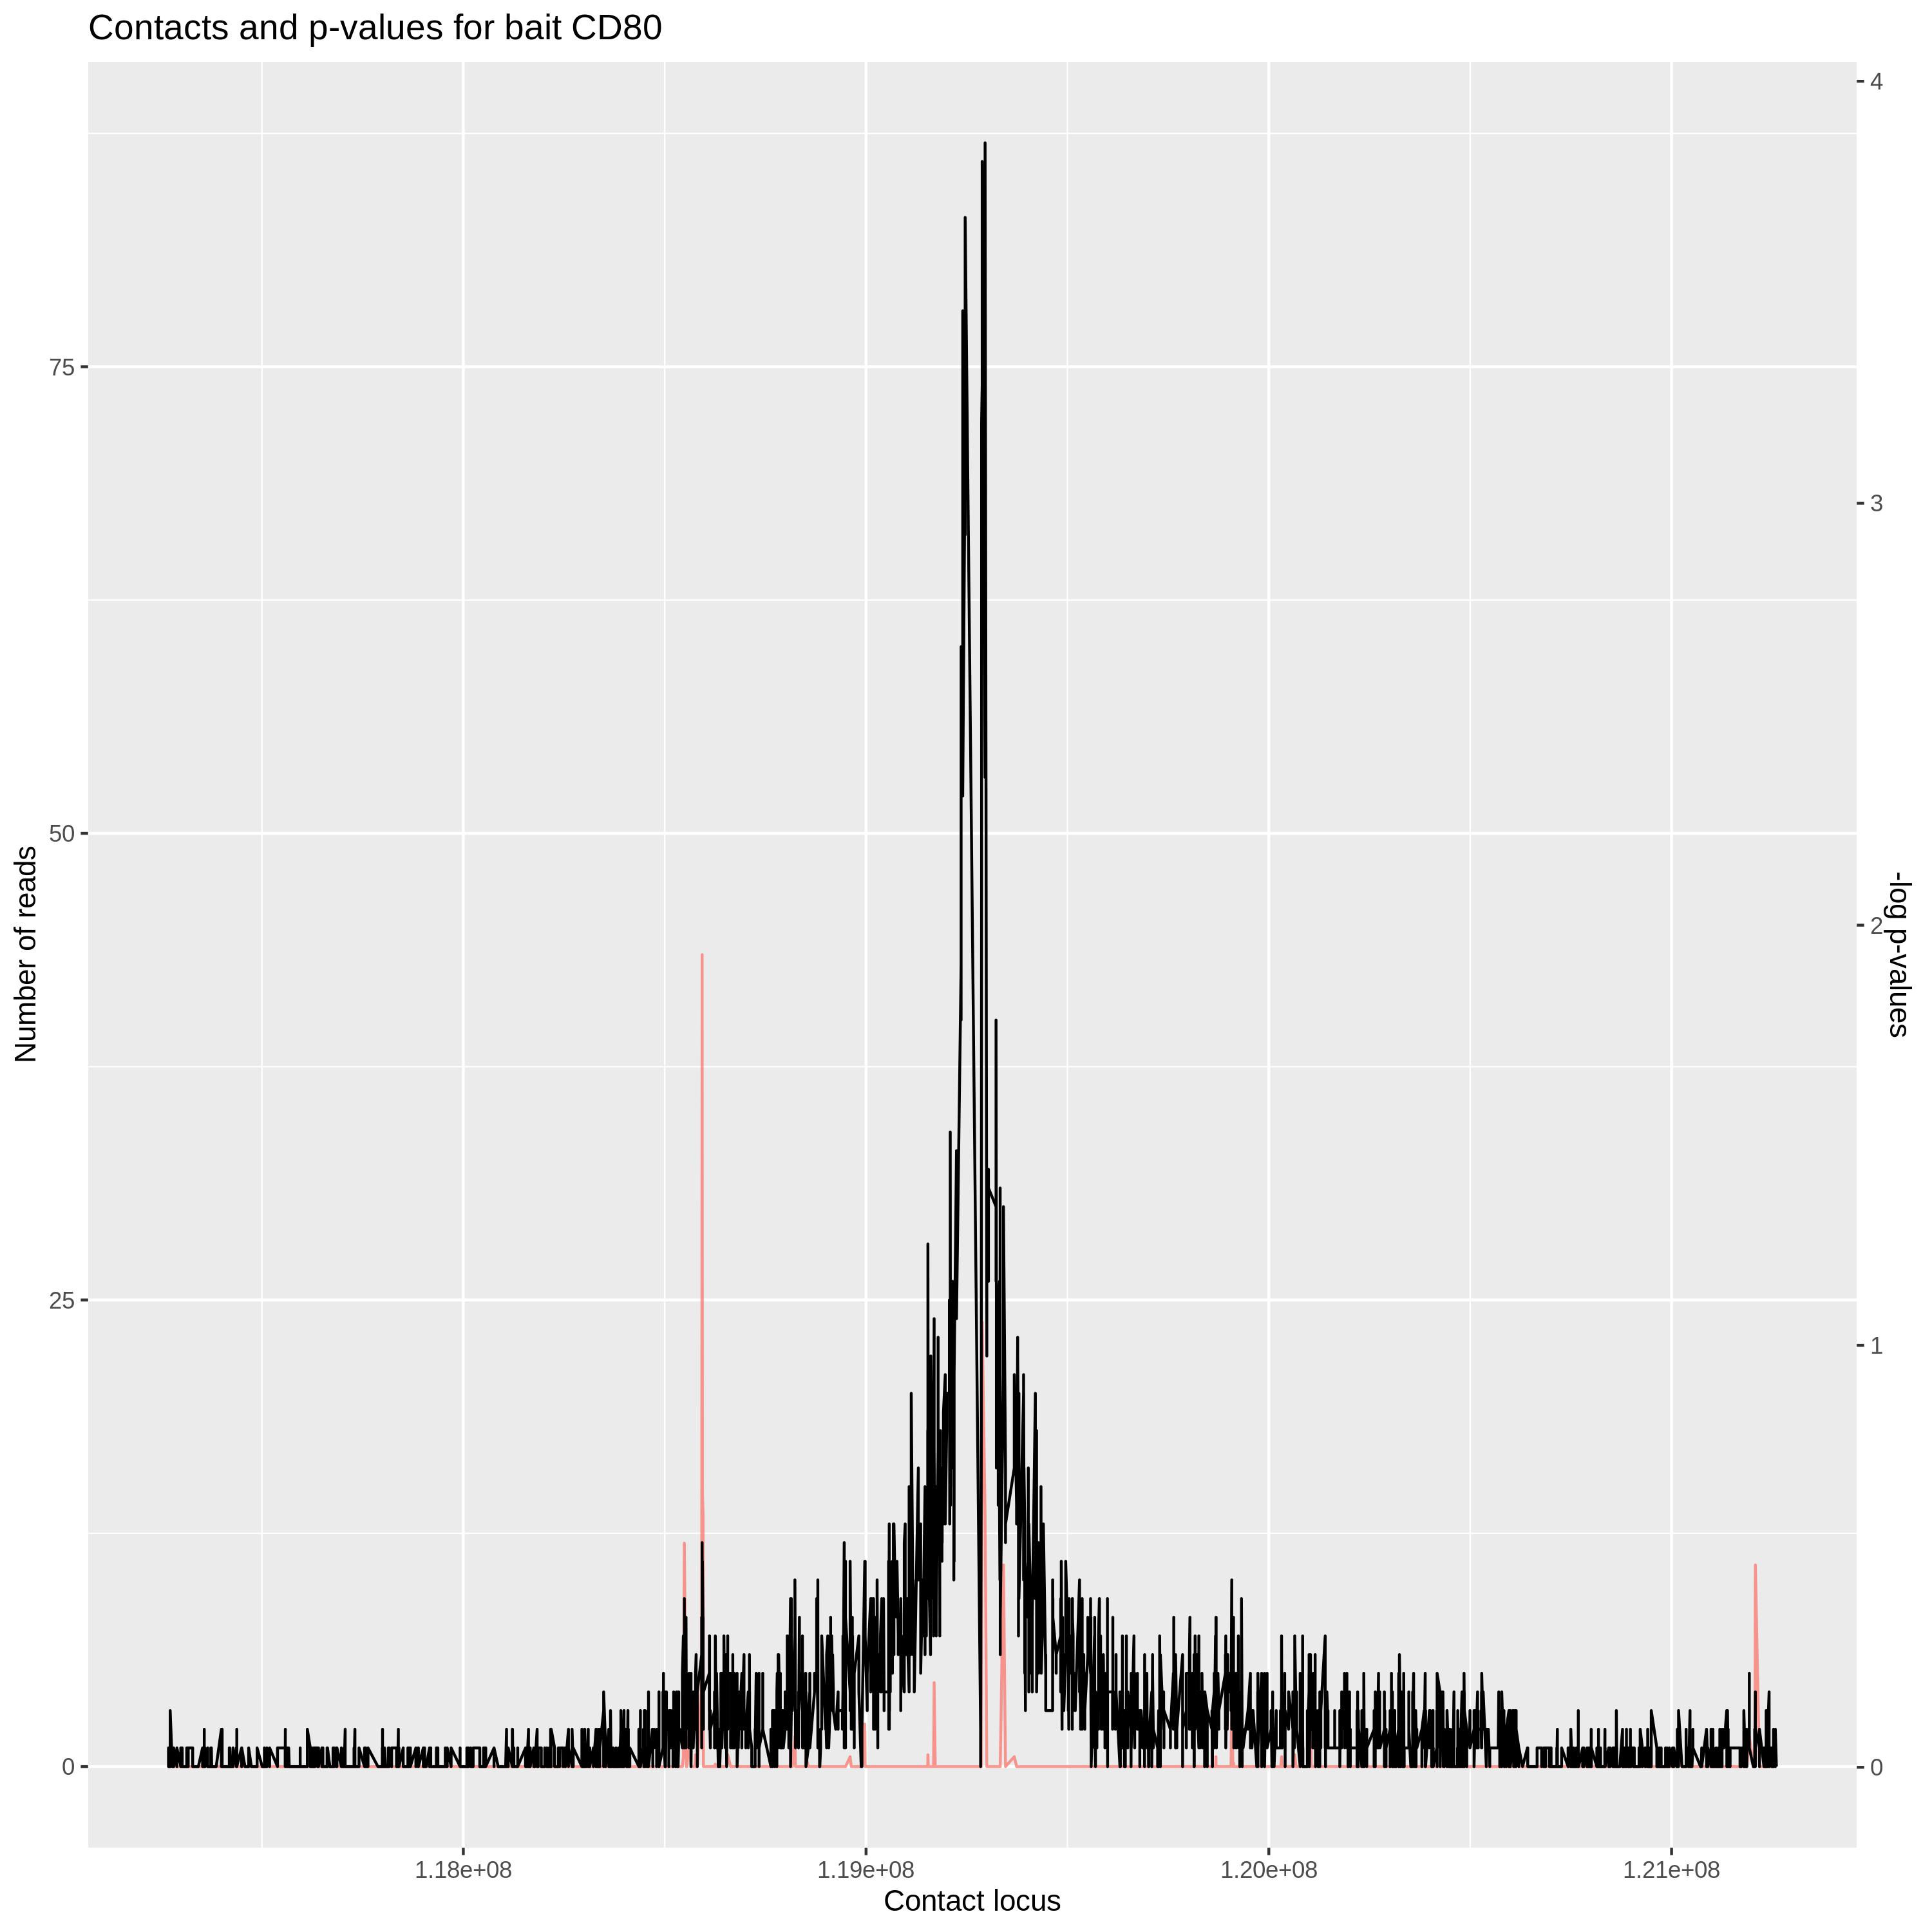 Contacts and p-values for bait CD80
4
75
3
50
2
25
1
0
0
Number of reads
-log p-values
1.18e+08
1.19e+08
1.20e+08
1.21e+08
Contact locus